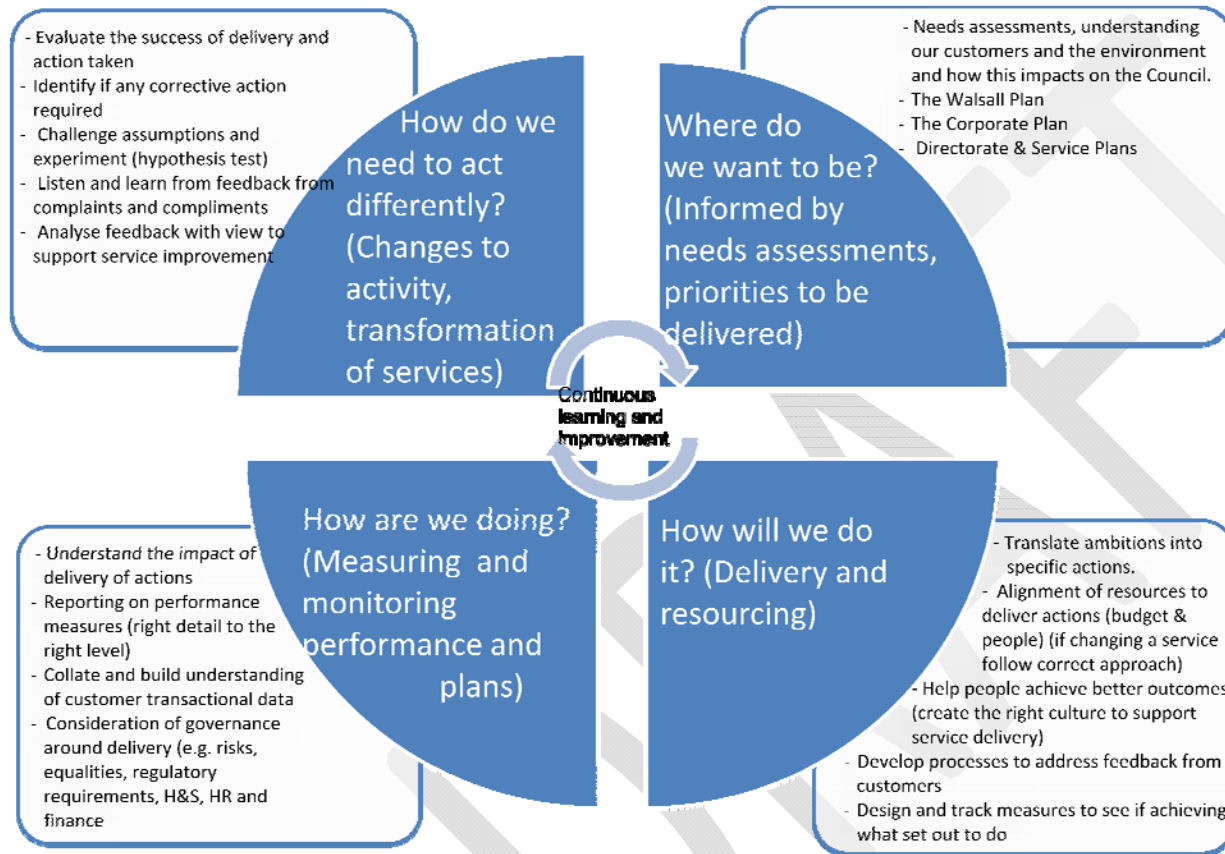 - Evaluate the success of delivery and
action taken
- Identify if any corrective action
required
- Challenge assumptions and
experiment (hypothesis test)
- Listen and learn from feedback from
complaints and compliments
- Analyse feedback with view to
support service improvement
How do we
need to act
differently?
(Changes to
activity,
transformation
of services)
- Needs assessments, understanding
our customers and the environment
and how this impacts on the Council.
- The Walsall Plan
- The Corporate Plan
- Directorate & Service Plans
Where do
we want to be?
(Informed by
needs assessments,
priorities to be
delivered)
Continuous
learning and
Improvement
- Understand the impact of
delivery of actions
- Reporting on performance
measures (right detail to the
right level)
- Collate and build understanding
of customer transactional data
- Consideration of governance
around delivery (e.g. risks,
equalities, regulatory
requirements, H&S, HR and
finance
How are we doing?
(Measuring and
monitoring
performance and
plans)
How will we do
it? (Delivery and
resourcing)
- Translate ambitions into
specific actions.
- Alignment of resources to
deliver actions (budget &
people) (if changing a service
follow correct approach)
- Help people achieve better outcomes
(create the right culture to support
service delivery)
- Develop processes to address feedback from
customers
- Design and track measures to see if achieving
what set out to do